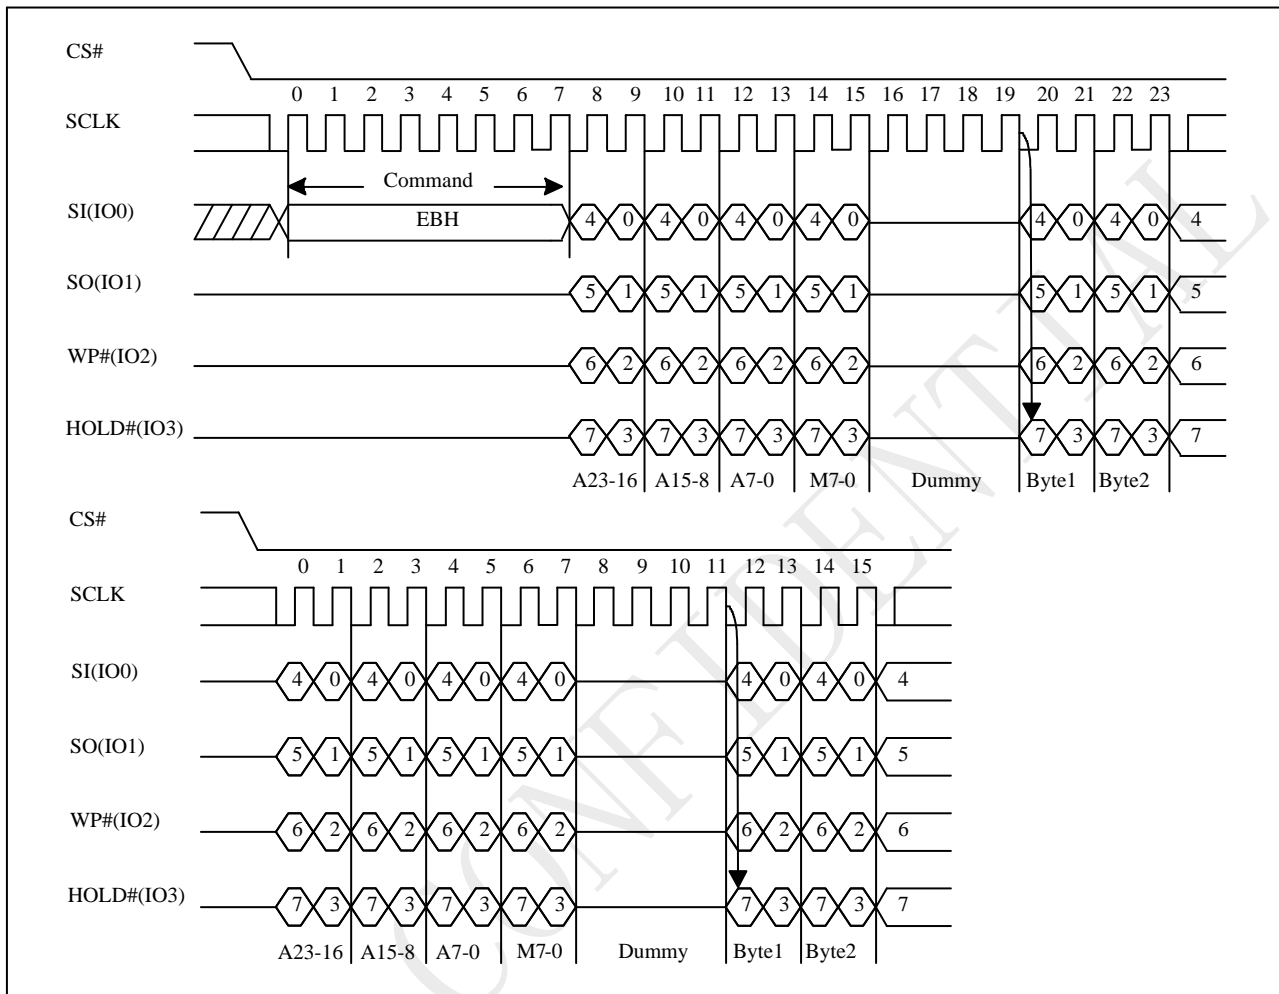 CS#
0 1 2 3 4 5 6 7 8 9 10 11 12 13 14 15 16 17 18 19 20 21 22 23
SCLK
Command
SI(IO0) EBH 4 0 4 0 4 0 4 0 4 0 4 0 4
SO(IO1) 5 1 5 1 5 1 5 1 5 1 5 1 5
WP#(IO2) 6 2 6 2 6 2 6 2 6 2 6 2 6
HOLD#(IO3) 7 3 7 3 7 3 7 3 7 3 7 3 7
A23-16 A15-8 A7-0 M7-0 Dummy Byte1 Byte2
CS#
0 1 2 3 4 5 6 7 8 9 10 11 12 13 14 15
SCLK
SI(IO0) 4 0 4 0 4 0 4 0 4 0 4 0 4
SO(IO1) 5 1 5 1 5 1 5 1 5 1 5 1 5
WP#(IO2) 6 2 6 2 6 2 6 2 6 2 6 2 6
HOLD#(IO3) 7 3 7 3 7 3 7 3 7 3 7 3 7
A23-16 A15-8 A7-0 M7-0 Dummy Byte1 Byte2
CONFIDENTIAL